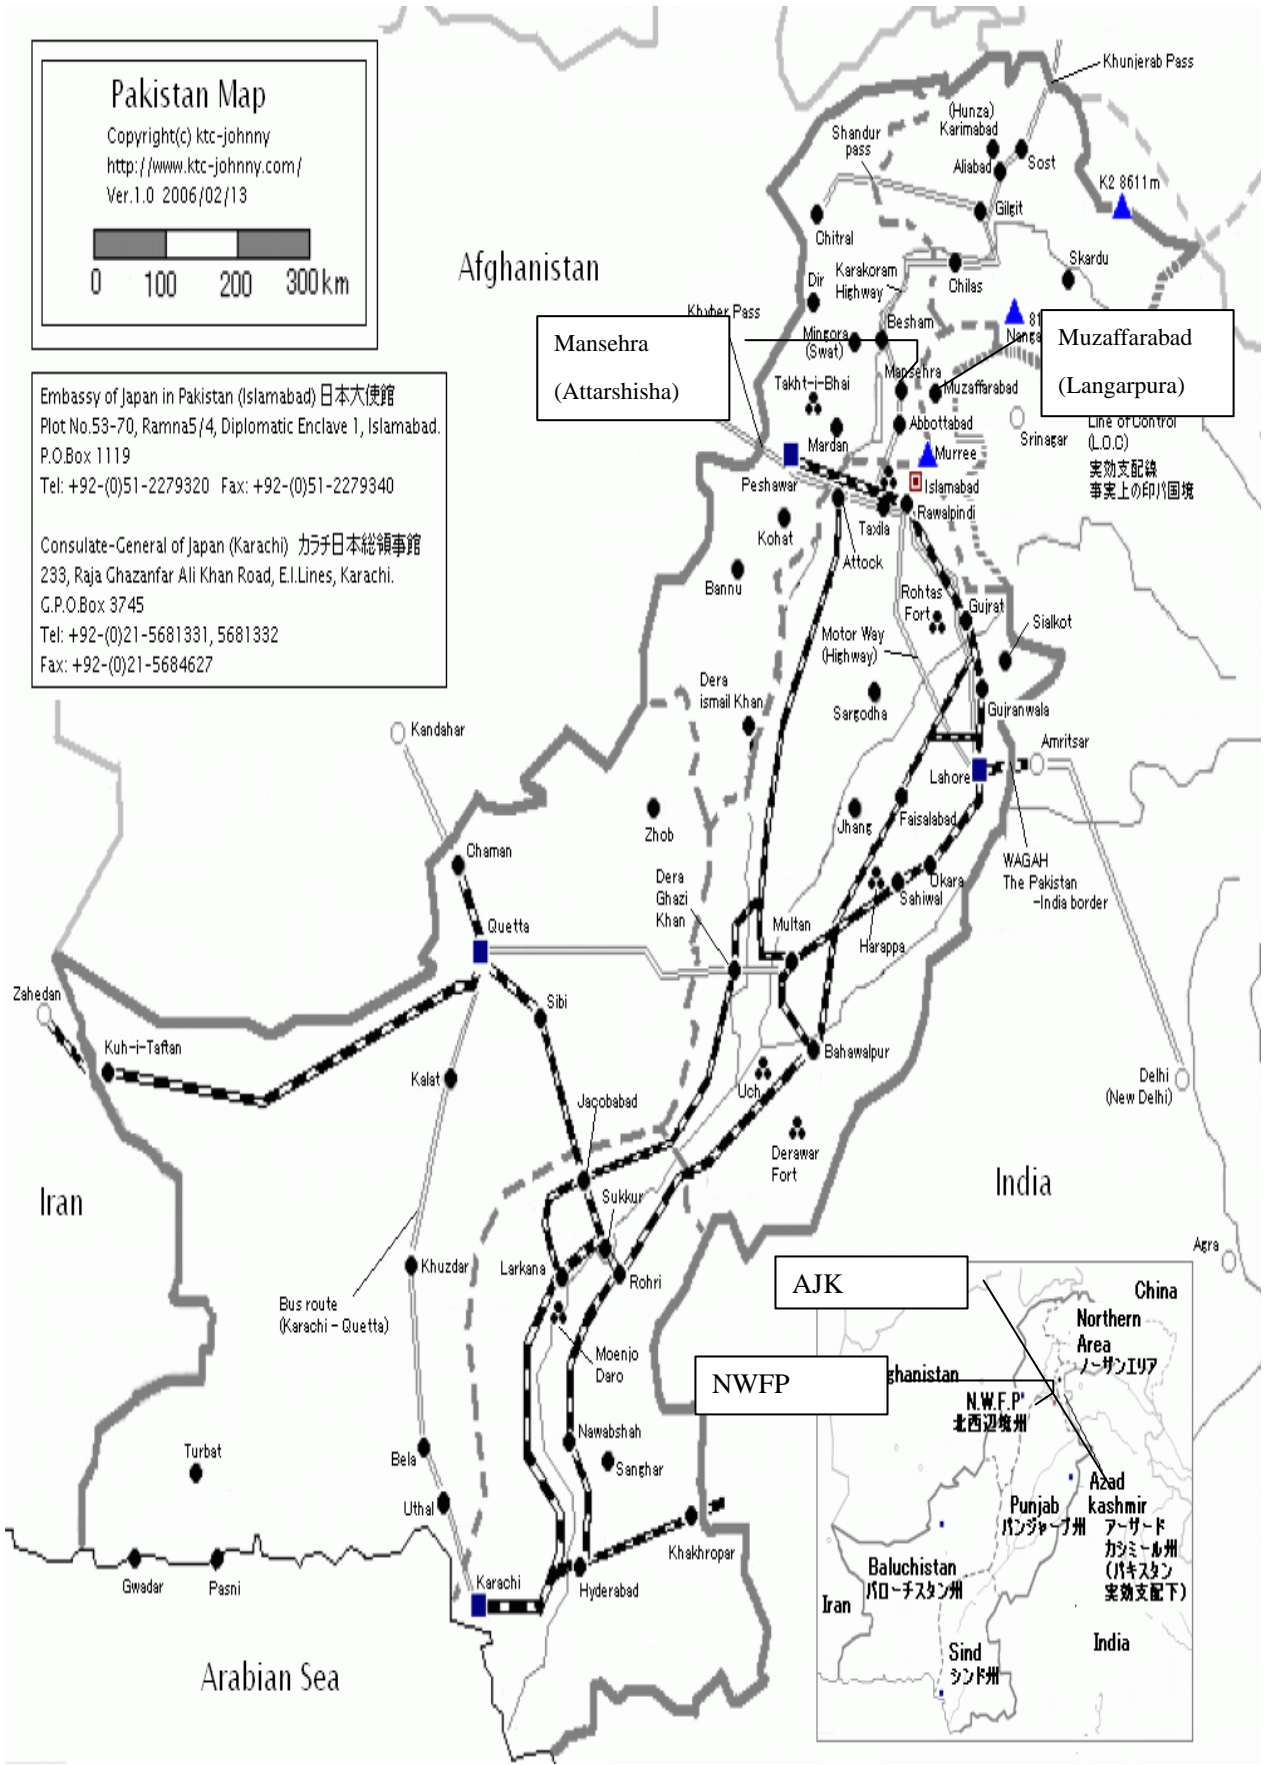 Pakistan Map
Copyright(c) ktc-johnny
http://www.ktc-johnny.com/
Ver.1.0 2006/02/13
0 100 200 300km
Embassy of Japan in Pakistan (Islamabad) 日本大使館
Plot No.53-70, Ramna5/4, Diplomatic Enclave 1, Islamabad.
P.O.Box 1119
Tel: +92-(0)51-2279320 Fax: +92-(0)51-2279340
Consulate-General of Japan (Karachi) カラチ日本総領事館
233, Raja Ghazanfar Ali Khan Road, E.I.Lines, Karachi.
G.P.O.Box 3745
Tel: +92-(0)21-5681331, 5681332
Fax: +92-(0)21-5684627
Khunjerab Pass
(Hunza)
Karimabad
Shandur
pass
Aliabad
Sost
K2 8611m
Gilgit
Chitral
Afghanistan
Karakoram
Highway
Chilas
Skardu
Dir
Khyber Pass
Besham
Mingora
(Swat)
Mansehra
(Attarshisha)
Muzaffarabad
(Langarpura)
Mansehra
Muzaffarabad
Takht-i-Bhai
Abbottabad
Srinagar
Line of Control
(L.O.C)
実効支配線
事実上の印パ国境
Mardan
Murree
Peshawar
Islamabad
Rawalpindi
Taxila
Kohat
Attock
Bannu
Rohtas
Fort
Gujrat
Sialkot
Motor Way
(Highway)
Dera
ismail Khan
Sargodha
Gujranwala
Kandahar
Amritsar
Lahore
Zhob
Jhang
Faisalabad
Chaman
WAGAH
The Pakistan
-India border
Okara
Sahiwal
Dera
Ghazi
Khan
Quetta
Multan
Harappa
Zahedan
Sibi
Kuh-i-Taftan
Bahawalpur
Kalat
Uch
Delhi
(New Delhi)
Jacobabad
Derawar
Fort
Iran
India
Sukkur
Agra
Khuzdar
Larkana
Rohri
Bus route
(Karachi - Quetta)
Moenjo
Daro
Nawabshah
Turbat
Bela
Sanghar
Uthal
Khakhropar
Gwadar
Pasni
Karachi
Hyderabad
Arabian Sea
AJK
NWFP
China
Northern
Area
ノーザンエリア
ghanistan
N.W.F.P
北西辺境州
Azad
kashmir
アーザード
カシミール州
(パキスタン
実効支配下)
Punjab
パンジャーブ州
Baluchistan
バローチスタン州
Iran
India
Sind
シンド州